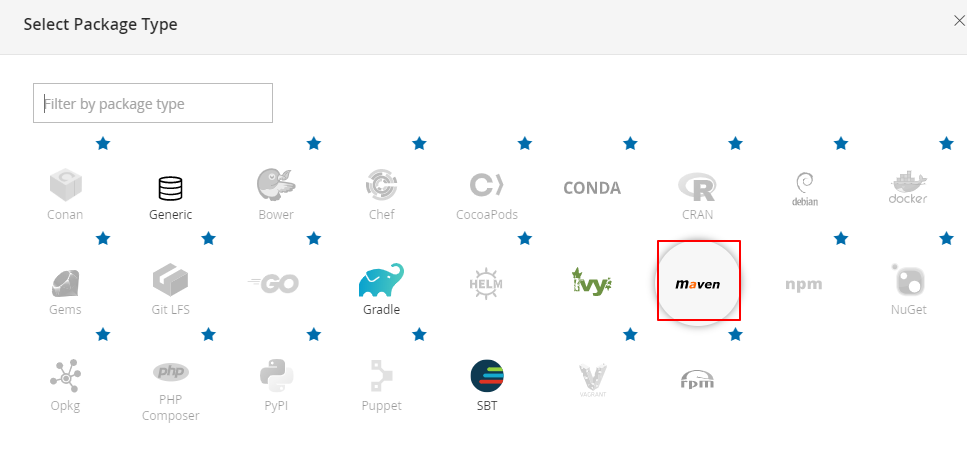 Select Package Type
Filter by package type
Conan
Generic
Bower
Chef
CocoaPods
CONDA
CRAN
debian
docker
Gems
Git LFS
GO
Gradle
HELM
ivy
maven
npm
NuGet
Opkg
php
PHP
Composer
PyPI
Puppet
SBT
VAGRANT
rpm